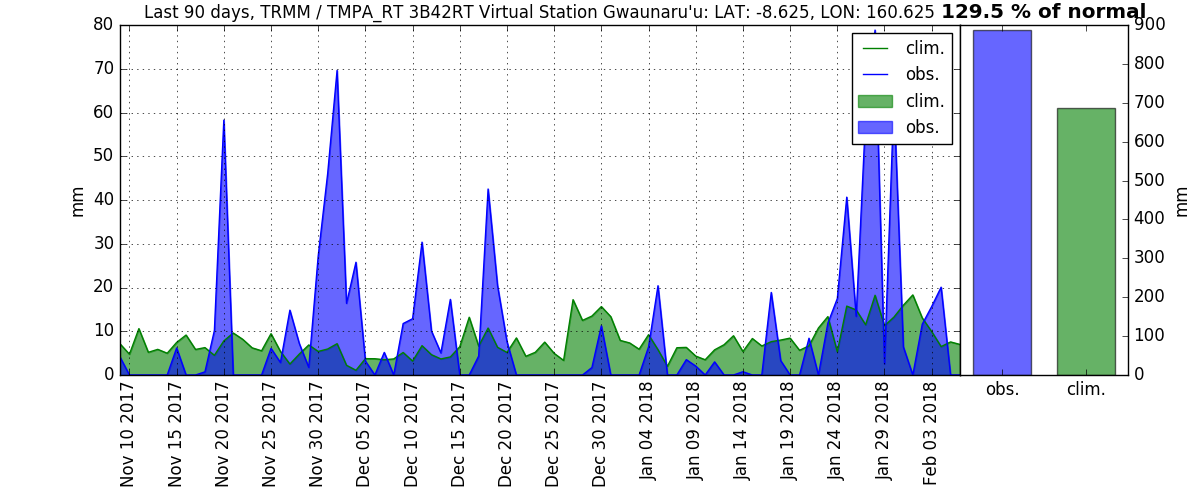 Last 90 days, TRMM / TMPA_RT 3B42RT Virtual Station Gwaunaru'u: LAT: -8.625, LON: 160.625 129.5 % of normal
80
70
60
50
40
30
20
10
0
mm
clim.
obs.
clim.
obs.
900
800
700
600
500
400
300
200
100
0
mm
Nov 10 2017
Nov 15 2017
Nov 20 2017
Nov 25 2017
Nov 30 2017
Dec 05 2017
Dec 10 2017
Dec 15 2017
Dec 20 2017
Dec 25 2017
Dec 30 2017
Jan 04 2018
Jan 09 2018
Jan 14 2018
Jan 19 2018
Jan 24 2018
Jan 29 2018
Feb 03 2018
obs. clim.